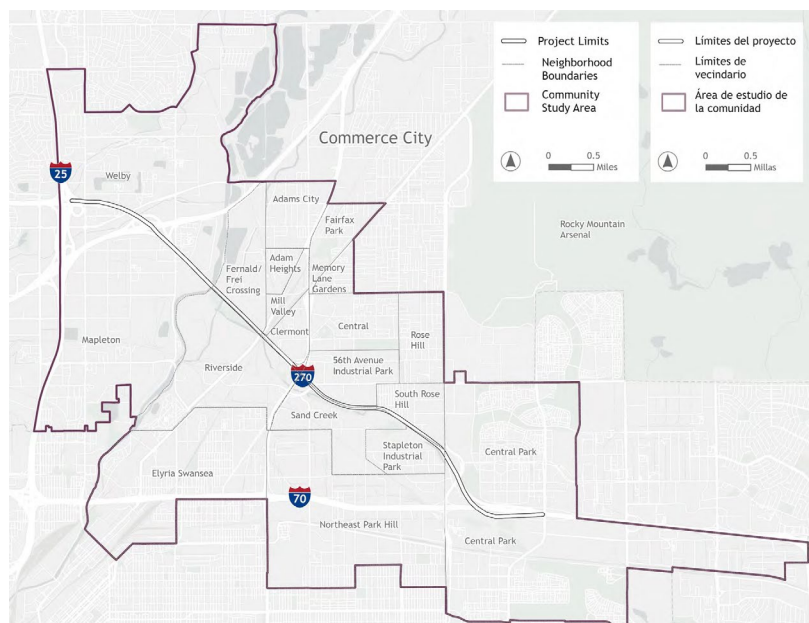 Project Limits
Neighborhood
Boundaries
Community
Study Area
0 0.5
Miles
Límites del proyecto
Límites de
vecindario
Área de estudio de
la comunidad
0 0.5
Millas
Commerce City
25
Welby
Adams City
Fairfax
Park
Rocky Mountain
Arsenal
Fernald/
Frei
Crossing
Adam
Heights
Memory
Lane
Gardens
Mill
Valley
Clermont
Central
Rose
Hill
Mapleton
Riverside
56th Avenue
Industrial Park
270
South Rose
Hill
Sand Creek
Stapleton
Industrial
Park
Central Park
Elyria Swansea
70
Northeast Park Hill
Central Park